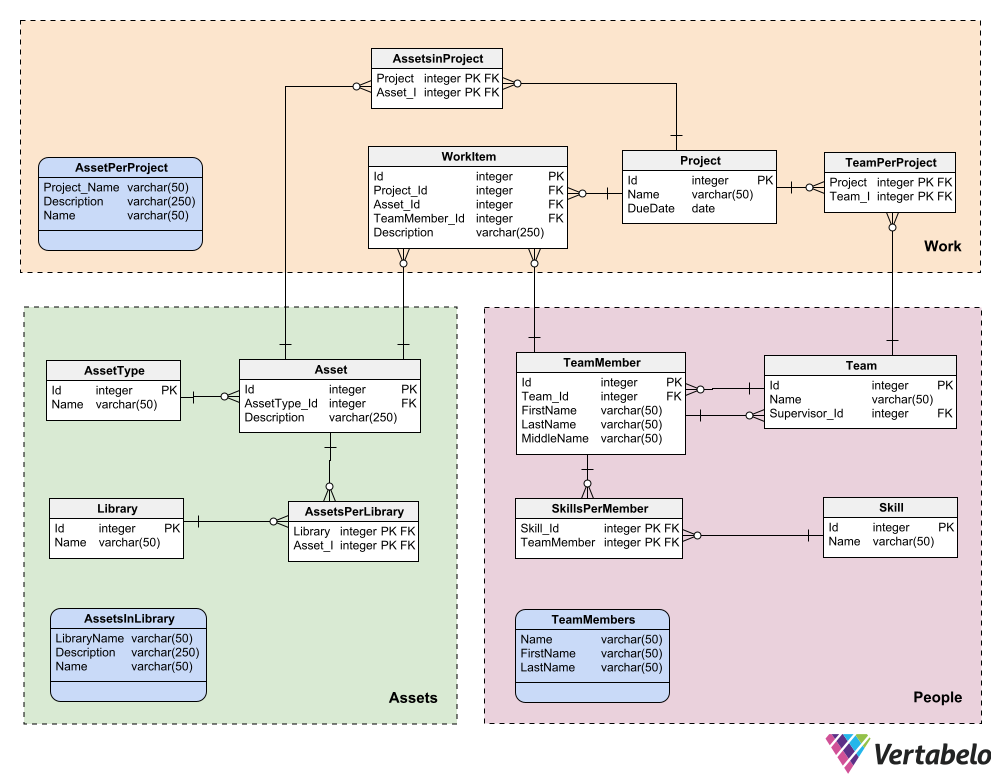 AssetsinProject
Project integer PK FK
Asset_I integer PK FK
AssetPerProject
Project_Name varchar(50)
Description varchar(250)
Name varchar(50)
WorkItem
Id integer PK
Project_Id integer FK
Asset_Id integer FK
TeamMember_Id integer FK
Description varchar(250)
Project
Id integer PK
Name varchar(50)
DueDate date
TeamPerProject
Project integer PK FK
Team_I integer PK FK
Work
AssetType
Id integer PK
Name varchar(50)
Asset
Id integer PK
AssetType_Id integer FK
Description varchar(250)
Library
Id integer PK
Name varchar(50)
AssetsPerLibrary
Library integer PK FK
Asset_I integer PK FK
AssetsInLibrary
LibraryName varchar(50)
Description varchar(250)
Name varchar(50)
Assets
TeamMember
Id integer PK
Team_Id integer FK
FirstName varchar(50)
LastName varchar(50)
MiddleName varchar(50)
Team
Id integer PK
Name varchar(50)
Supervisor_Id integer FK
SkillsPerMember
Skill_Id integer PK FK
TeamMember integer PK FK
Skill
Id integer PK
Name varchar(50)
TeamMembers
Name varchar(50)
FirstName varchar(50)
LastName varchar(50)
People
Vertabelo